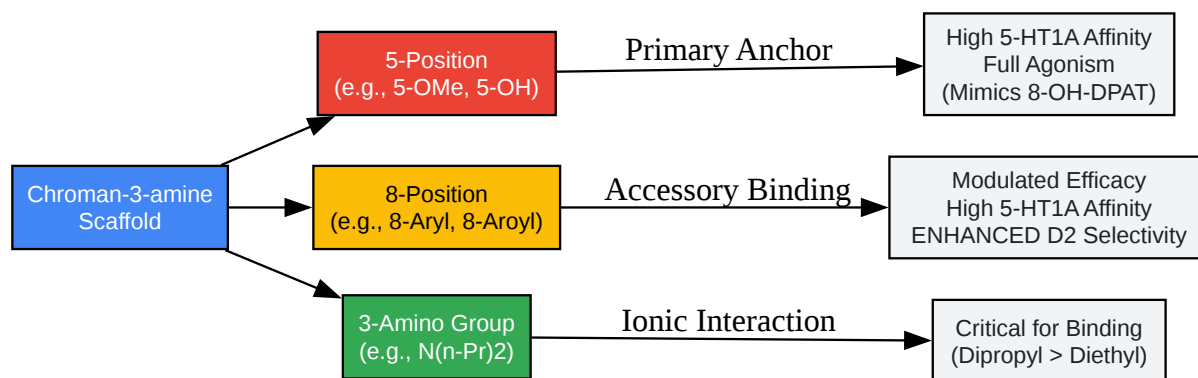 Chroman-3-amine
Scaffold
5-Position
(e.g., 5-OMe, 5-OH)
Primary Anchor
High 5-HT1A Affinity
Full Agonism
(Mimics 8-OH-DPAT)
8-Position
(e.g., 8-Aryl, 8-Aroyl)
Accessory Binding
Modulated Efficacy
High 5-HT1A Affinity
ENHANCED D2 Selectivity
3-Amino Group
(e.g., N(n-Pr)2)
Ionic Interaction
Critical for Binding
(Dipropyl > Diethyl)